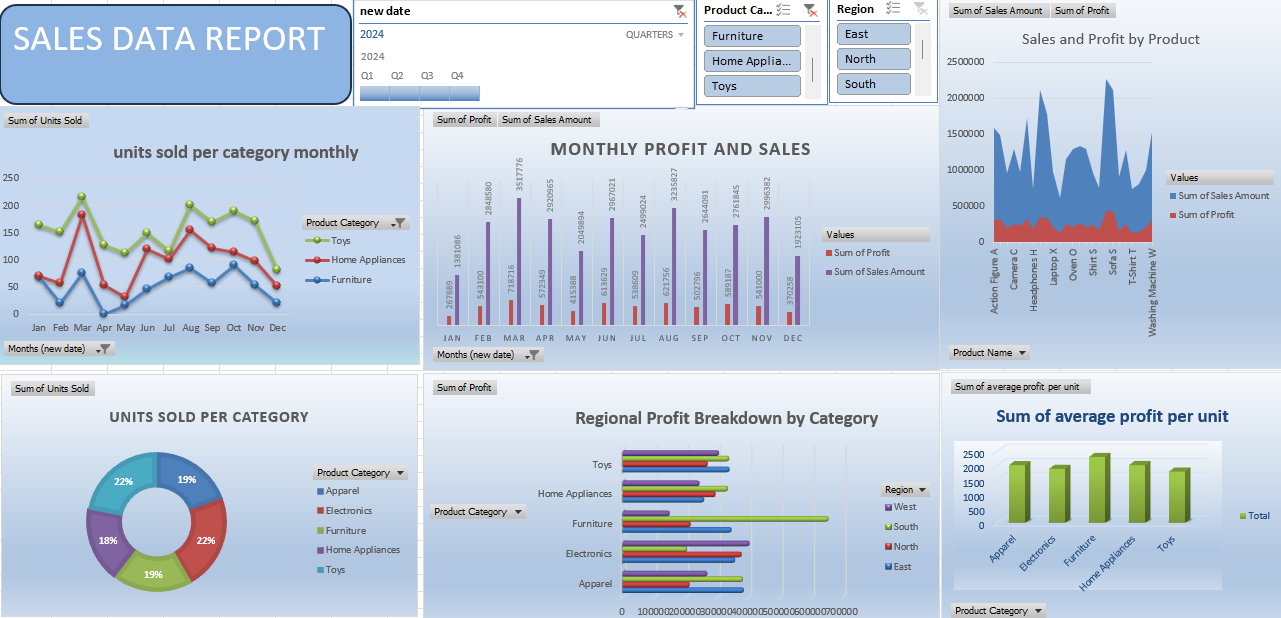 SALES DATA REPORT
new date
2024
QUARTERS
2024
Q1 Q2 Q3 Q4
Product Ca...
Furniture
Home Applia...
Toys
Region
East
North
South
Sum of Units Sold
units sold per category monthly
250
200
150
100
50
0
Jan Feb Mar Apr May Jun Jul Aug Sep Oct Nov Dec
Product Category
Toys
Home Appliances
Furniture
Months (new date)
Sum of Profit Sum of Sales Amount
MONTHLY PROFIT AND SALES
267689 1381086 543100 2848580 718716 3517776 572349 2920965 415388 2049894 613629 2967021 538609 2499024 621756 3235827 502796 2644091 589187 2761845 541000 2996382 370258 1923105
JAN FEB MAR APR MAY JUN JUL AUG SEP OCT NOV DEC
Values
Sum of Profit
Sum of Sales Amount
Months (new date)
Sum of Sales Amount Sum of Profit
Sales and Profit by Product
2500000
2000000
1500000
1000000
500000
0
Action Figure A
Camera C
Headphones H
Laptop X
Oven O
Shirt S
Sofa S
T-Shirt T
Washing Machine W
Values
Sum of Sales Amount
Sum of Profit
Product Name
Sum of Units Sold
UNITS SOLD PER CATEGORY
19%
22%
19%
18%
22%
Product Category
Apparel
Electronics
Furniture
Home Appliances
Toys
Sum of Profit
Regional Profit Breakdown by Category
Product Category
Toys
Home Appliances
Furniture
Electronics
Apparel
0 100000 200000 300000 400000 500000 600000 700000
Region
West
South
North
East
Sum of average profit per unit
Sum of average profit per unit
2500
2000
1500
1000
500
0
Apparel
Electronics
Furniture
Home Appliances
Toys
Total
Product Category